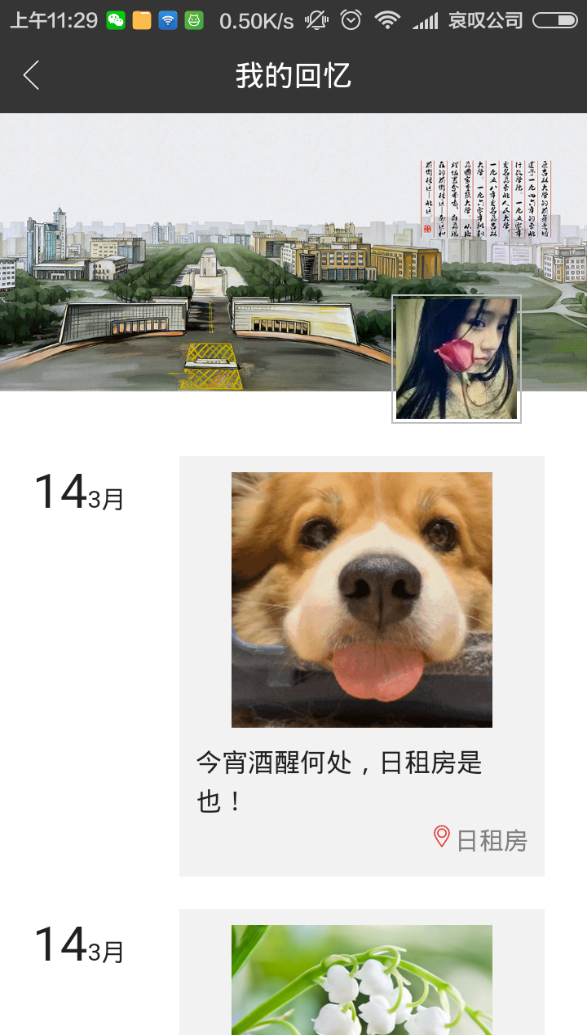 上午11:29
0.50K/s
哀叹公司
我的回忆
14 3月
今宵酒醒何处，日租房是
也！
日租房
14 3月